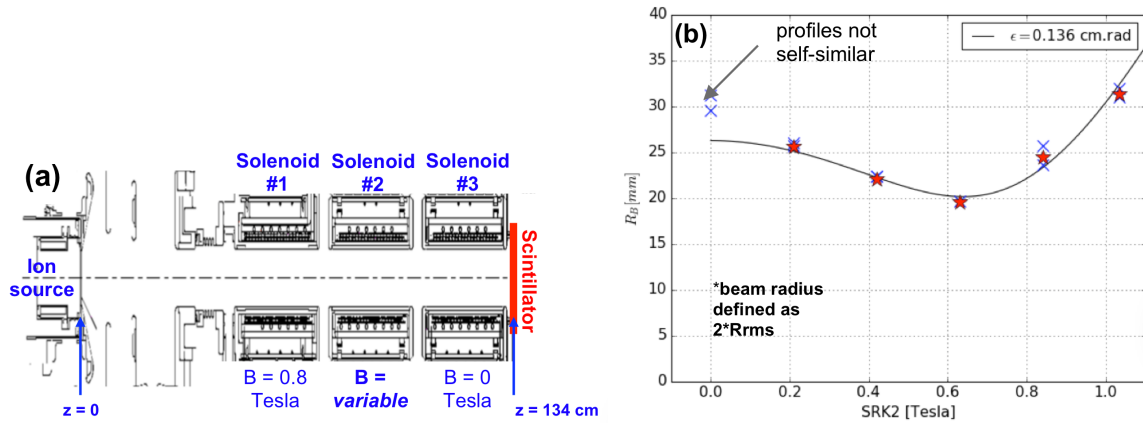 (a)
Solenoid
#1
Solenoid
#2
Solenoid
#3
Ion
source
Scintillator
B = 0.8
Tesla
B =
variable
B = 0
Tesla
z = 0
z = 134 cm
(b)
profiles not
self-similar
ϵ = 0.136 cm.rad
*beam radius
defined as
2*Rrms
R_B [mm]
40
35
30
25
20
15
10
5
0
0.0 0.2 0.4 0.6 0.8 1.0
SRK2 [Tesla]